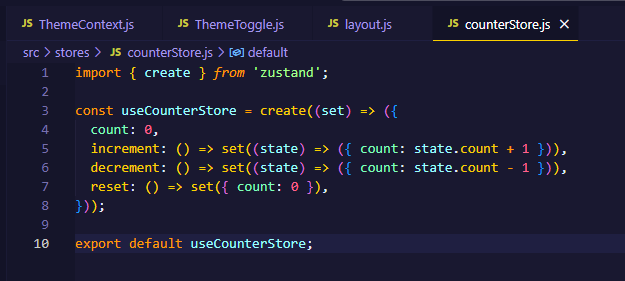 JS ThemeContext.js JS ThemeToggle.js JS layout.js JS counterStore.js ×
src > stores > JS counterStore.js > default
1 import { create } from 'zustand';
2
3 const useCounterStore = create((set) => ({
4   count: 0,
5   increment: () => set((state) => ({ count: state.count + 1 })),
6   decrement: () => set((state) => ({ count: state.count - 1 })),
7   reset: () => set({ count: 0 }),
8 }));
9
10 export default useCounterStore;